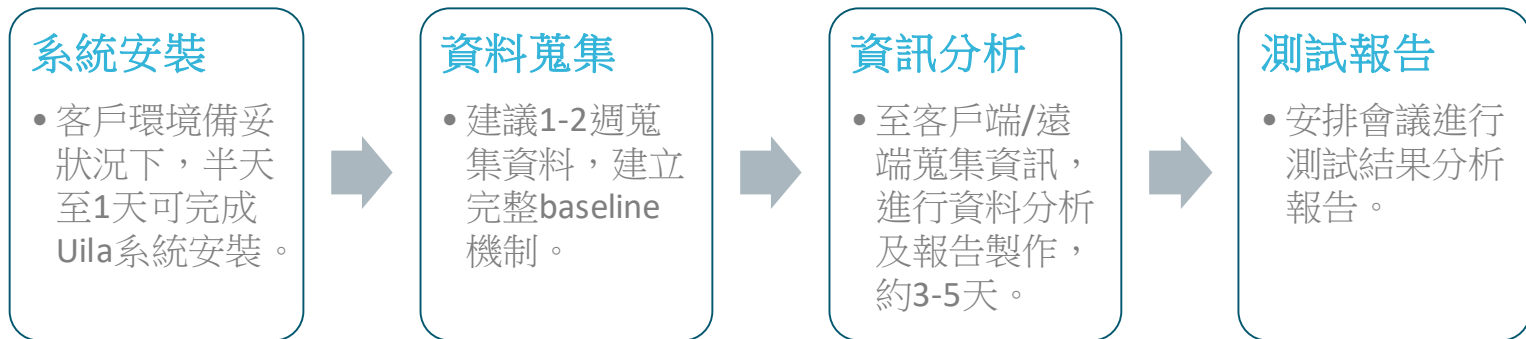 系統安裝
• 客戶環境備妥
狀況下，半天
至1天可完成
Uila系統安裝。
資料蒐集
• 建議1-2週蒐
集資料，建立
完整baseline
機制。
資訊分析
• 至客戶端/遠
端蒐集資訊，
進行資料分析
及報告製作，
約3-5天。
測試報告
• 安排會議進行
測試結果分析
報告。